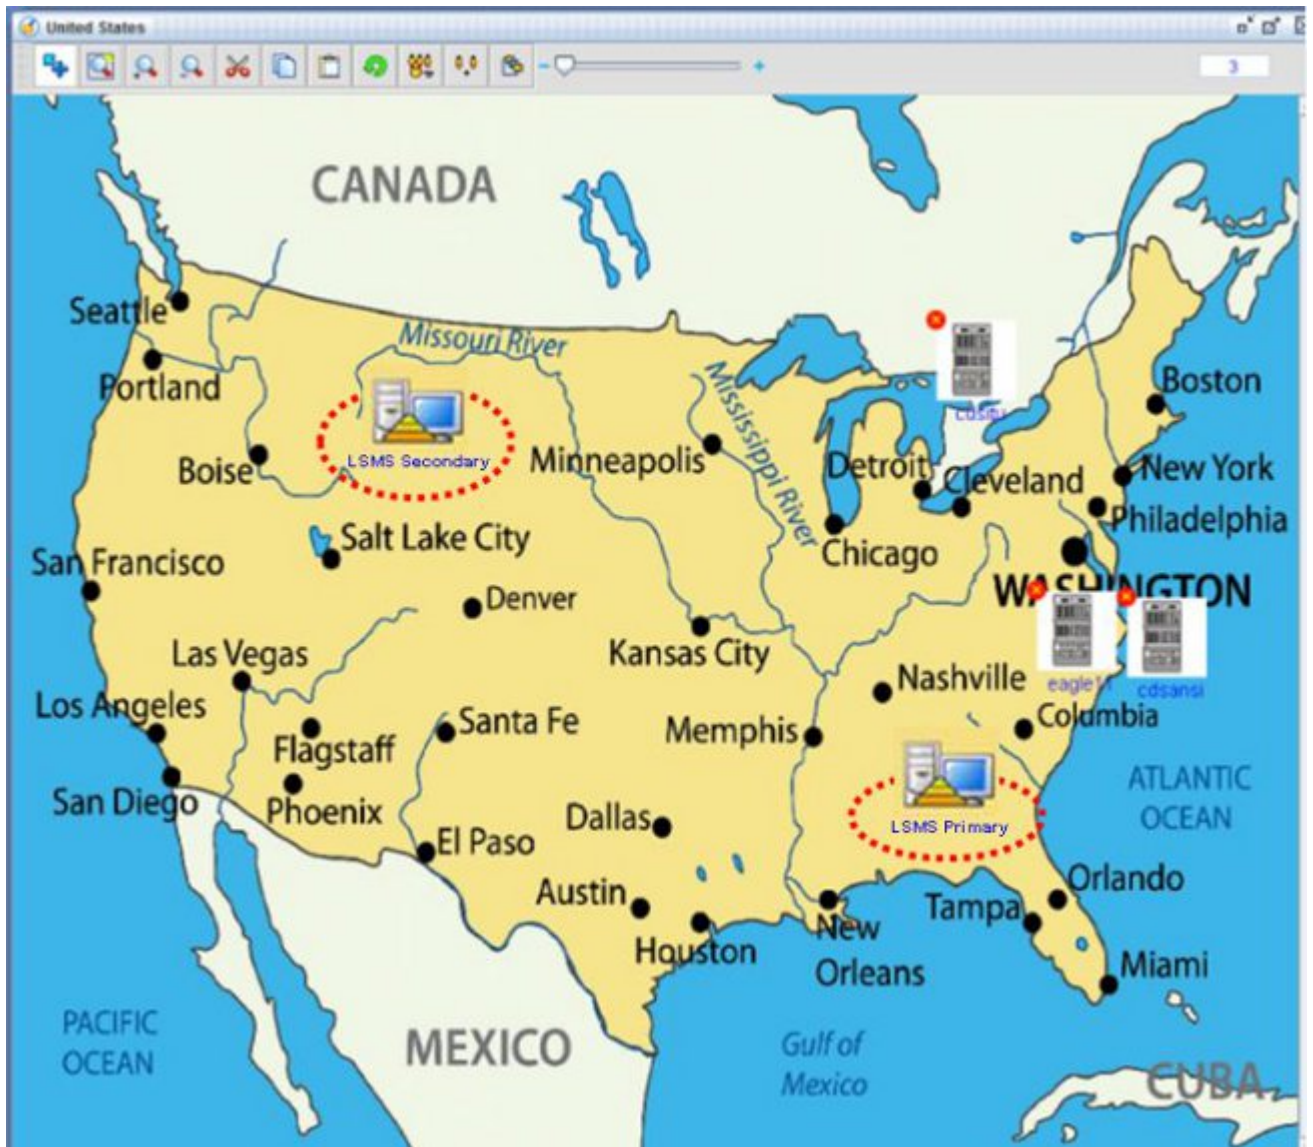 United States
3
CANADA
Seattle
Missouri River
Portland
Mississippi River
Boston
LSMS Secondary
Boise
Minneapolis
Detroit
Cleveland
New York
Philadelphia
Salt Lake City
Chicago
San Francisco
WASHINGTON
Denver
Las Vegas
Kansas City
Nashville
eagle11
cdsansi
Los Angeles
Santa Fe
Memphis
Columbia
Flagstaff
San Diego
Phoenix
Dallas
LSMS Primary
ATLANTIC
OCEAN
El Paso
Austin
Tampa
Orlando
Houston
New
Orleans
Miami
PACIFIC
OCEAN
MEXICO
Gulf of
Mexico
CUBA